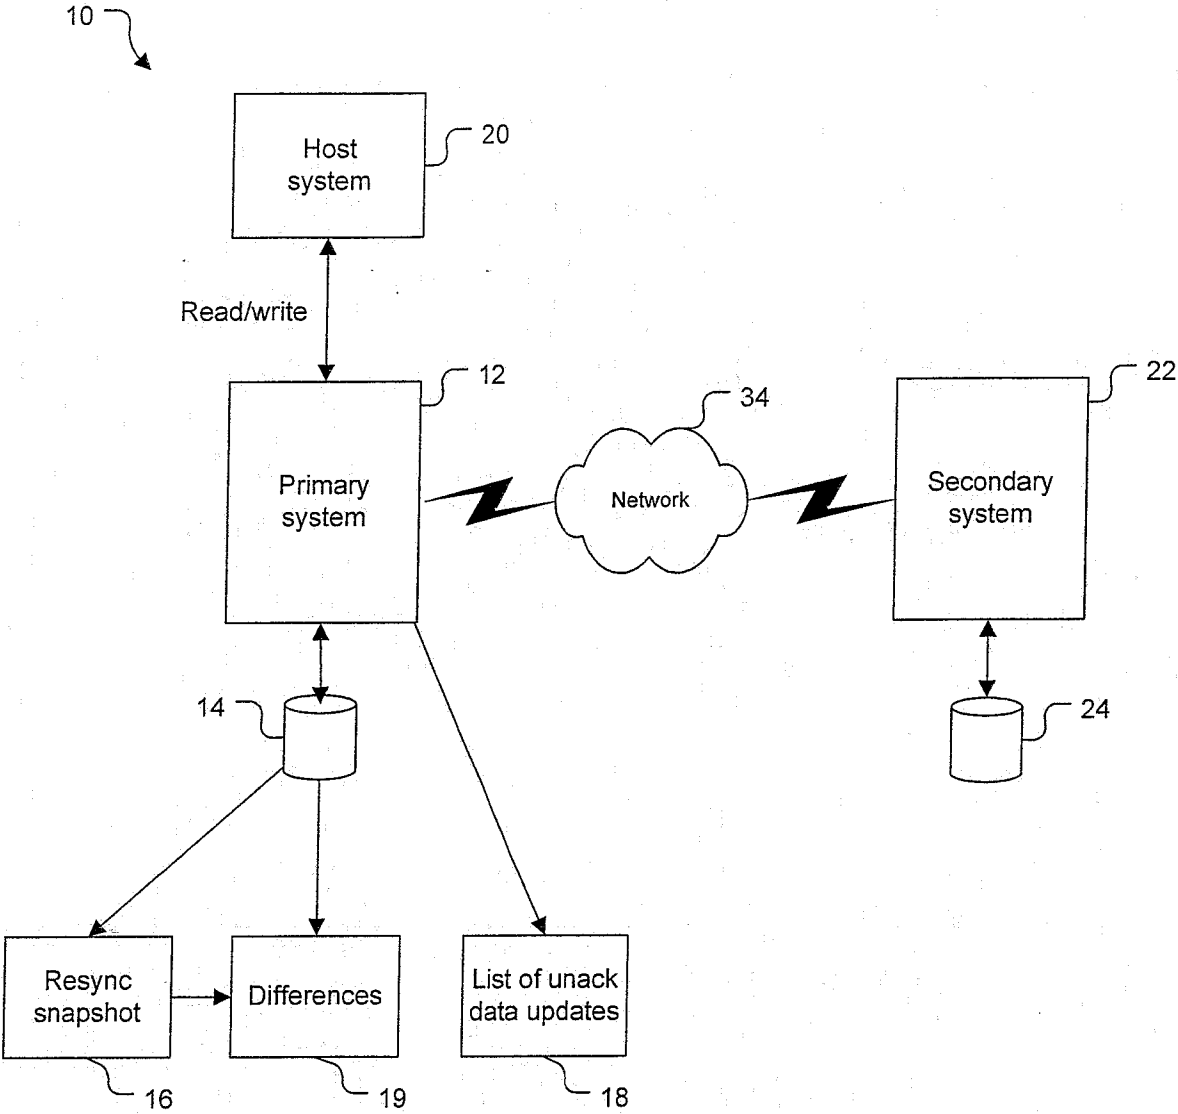 10
Host
system
20
Read/write
12
Primary
system
34
Network
22
Secondary
system
14
24
Resync
snapshot
Differences
List of unack
data updates
16
19
18